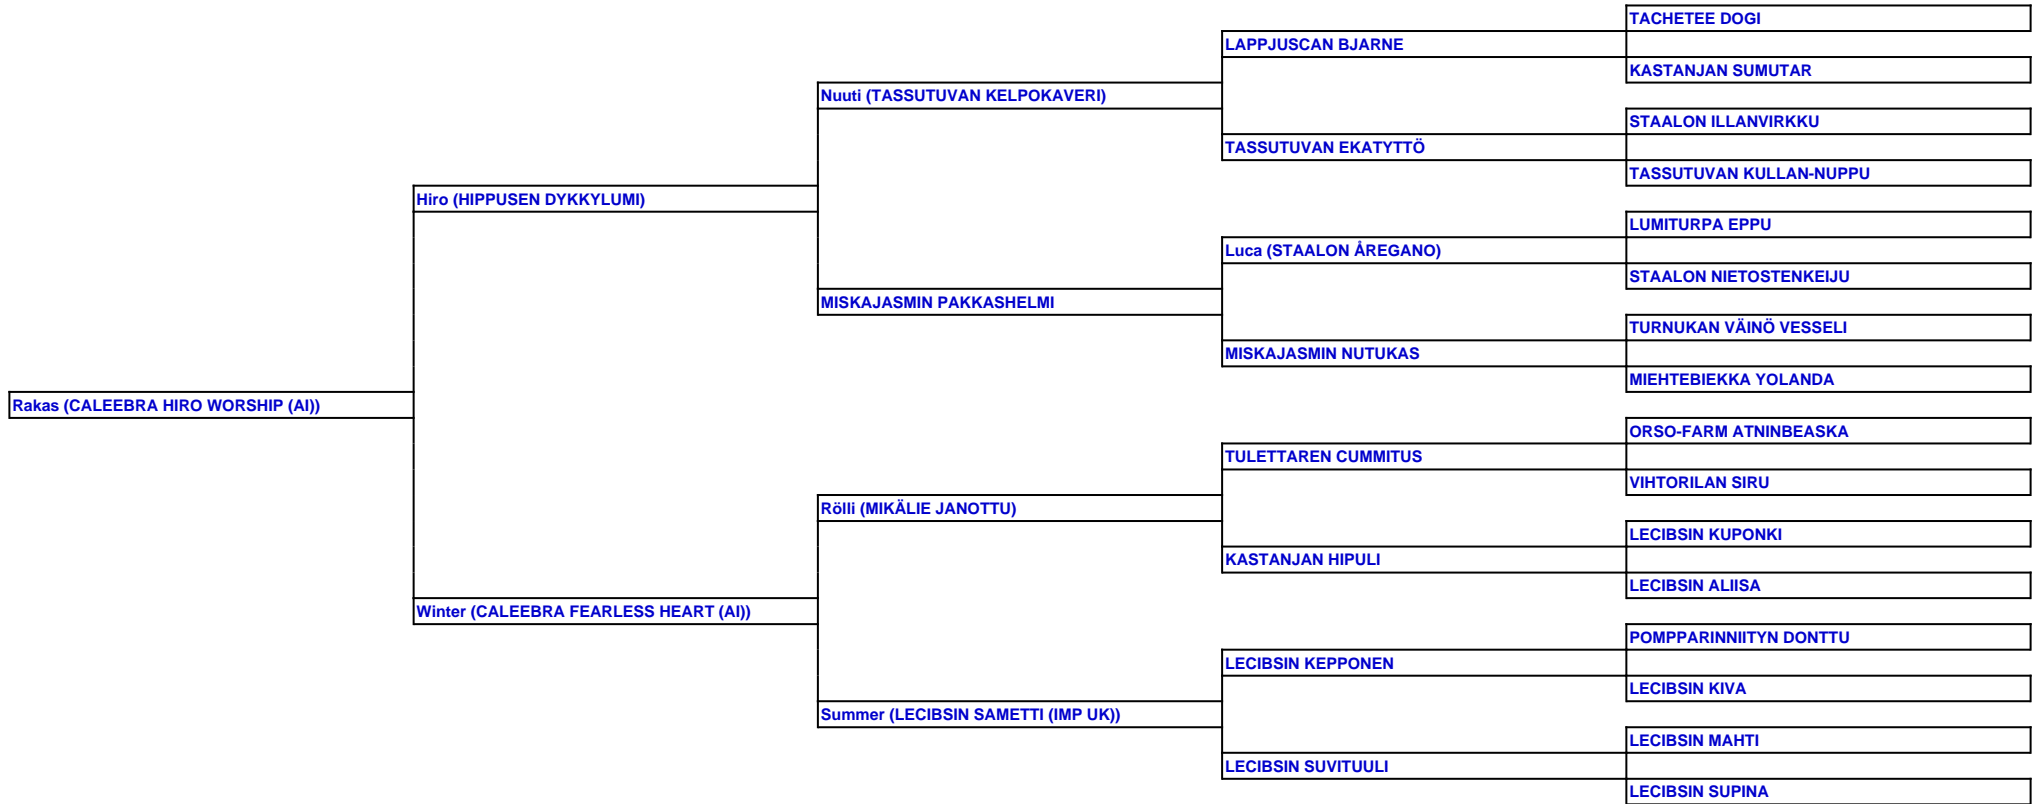 TACHETEE DOGI
LAPPJUSCAN BJARNE
KASTANJAN SUMUTAR
Nuuti (TASSUTUVAN KELPOKAVERI)
STAALON ILLANVIRKKU
TASSUTUVAN EKATYTTÖ
TASSUTUVAN KULLAN-NUPPU
Hiro (HIPPUSEN DYKKYLUMI)
LUMITURPA EPPU
Luca (STAALON ÅREGANO)
STAALON NIETOSTENKEIJU
MISKAJASMIN PAKKASHELMI
TURNUKAN VÄINÖ VESSELI
MISKAJASMIN NUTUKAS
MIEHTEBIEKKA YOLANDA
Rakas (CALEEBRA HIRO WORSHIP (AI))
ORSO-FARM ATNINBEASKA
TULETTAREN CUMMITUS
VIHTORILAN SIRU
Rölli (MIKÄLIE JANOTTU)
LECIBSIN KUPONKI
KASTANJAN HIPULI
LECIBSIN ALIISA
Winter (CALEEBRA FEARLESS HEART (AI))
POMPPARINNIITYN DONTTU
LECIBSIN KEPPONEN
LECIBSIN KIVA
Summer (LECIBSIN SAMETTI (IMP UK))
LECIBSIN MAHTI
LECIBSIN SUVITUULI
LECIBSIN SUPINA